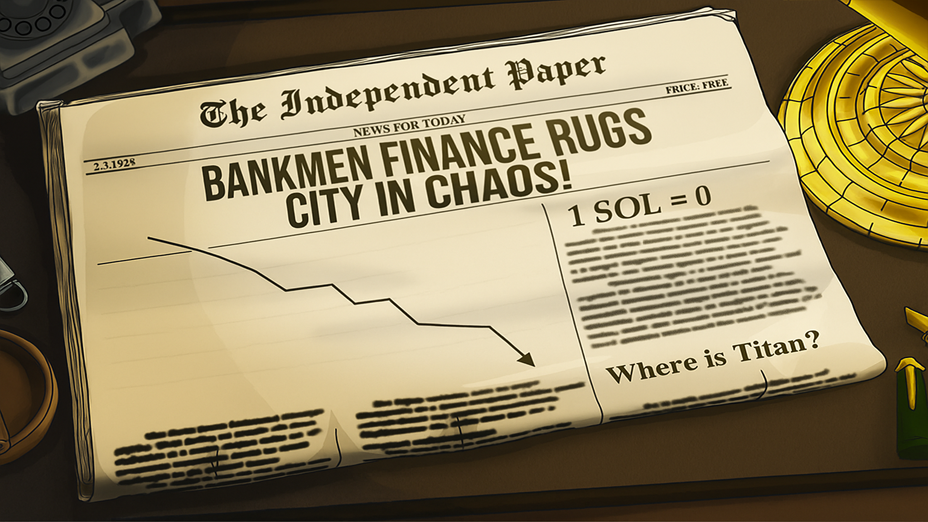 The Independent Paper
NEWS FOR TODAY
FRICE: FREE
2.3.1928
BANKMEN FINANCE RUGS
CITY IN CHAOS!
1 SOL = 0
Where is Titan?